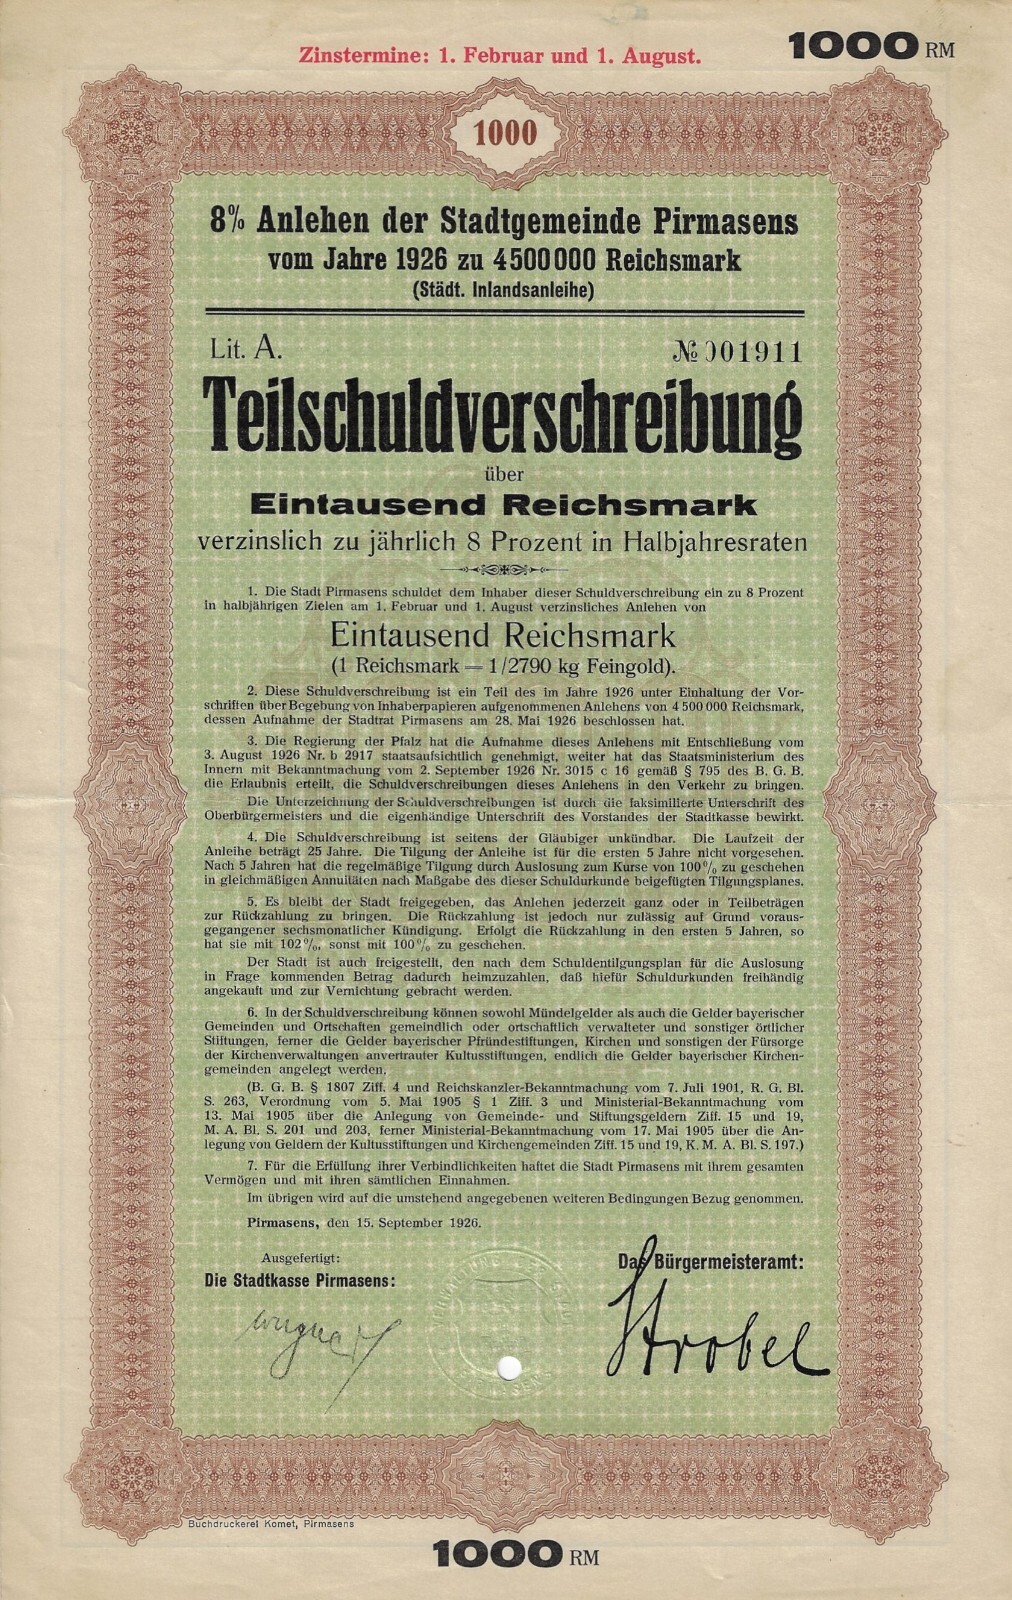 Zinstermine: 1. Februar und 1. August.
1000 RM
1000
8% Anlehen der Stadtgemeinde Pirmasens
vom Jahre 1926 zu 4500000 Reichsmark
(Städt. Inlandsanleihe)
Lit. A.
№ 001911
Teilschuldverschreibung
über
Eintausend Reichsmark
verzinslich zu jährlich 8 Prozent in Halbjahresraten
1. Die Stadt Pirmasens schuldet dem Inhaber dieser Schuldverschreibung ein zu 8 Prozent
in halbjährigen Zielen am 1. Februar und 1. August verzinsliches Anlehen von
Eintausend Reichsmark
(1 Reichsmark = 1/2790 kg Feingold).
2. Diese Schuldverschreibung ist ein Teil des im Jahre 1926 unter Einhaltung der Vor-
schriften über Begebung von Inhaberpapieren aufgenommenen Anlehens von 4 500 000 Reichsmark,
dessen Aufnahme der Stadtrat Pirmasens am 28. Mai 1926 beschlossen hat.
3. Die Regierung der Pfalz hat die Aufnahme dieses Anlehens mit Entschließung vom
3. August 1926 Nr. b 2917 staatsaufsichtlich genehmigt, weiter hat das Staatsministerium des
Innern mit Bekanntmachung vom 2. September 1926 Nr. 3015 c 16 gemäß § 795 des B. G. B.
die Erlaubnis erteilt, die Schuldverschreibungen dieses Anlehens in den Verkehr zu bringen.
Die Unterzeichnung der Schuldverschreibungen ist durch die faksimilierte Unterschrift des
Oberbürgermeisters und die eigenhändige Unterschrift des Vorstandes der Stadtkasse bewirkt.
4. Die Schuldverschreibung ist seitens der Gläubiger unkündbar. Die Laufzeit der
Anleihe beträgt 25 Jahre. Die Tilgung der Anleihe ist für die ersten 5 Jahre nicht vorgesehen.
Nach 5 Jahren hat die regelmäßige Tilgung durch Auslosung zum Kurse von 100% zu geschehen
in gleichmäßigen Annuitäten nach Maßgabe des dieser Schuldurkunde beigefügten Tilgungsplanes.
5. Es bleibt der Stadt freigegeben, das Anlehen jederzeit ganz oder in Teilbeträgen
zur Rückzahlung zu bringen. Die Rückzahlung ist jedoch nur zulässig auf Grund voraus-
gegangener sechsmonatlicher Kündigung. Erfolgt die Rückzahlung in den ersten 5 Jahren, so
hat sie mit 102%, sonst mit 100% zu geschehen.
Der Stadt ist auch freigestellt, den nach dem Schuldentilgungsplan für die Auslosung
in Frage kommenden Betrag dadurch heimzuzahlen, daß hiefür Schuldurkunden freihändig
angekauft und zur Vernichtung gebracht werden.
6. In der Schuldverschreibung können sowohl Mündelgelder als auch die Gelder bayerischer
Gemeinden und Ortschaften gemeindlich oder ortschaftlich verwalteter und sonstiger örtlicher
Stiftungen, ferner die Gelder bayerischer Pfründestiftungen, Kirchen und sonstigen der Fürsorge
der Kirchenverwaltungen anvertrauter Kultusstiftungen, endlich die Gelder bayerischer Kirchen-
gemeinden angelegt werden.
(B. G. B. § 1807 Ziff. 4 und Reichskanzler-Bekanntmachung vom 7. Juli 1901, R. G. Bl.
S. 263, Verordnung vom 5. Mai 1905 § 1 Ziff. 3 und Ministerial-Bekanntmachung vom
13. Mai 1905 über die Anlegung von Gemeinde- und Stiftungsgeldern Ziff. 15 und 19,
M. A. Bl. S. 201 und 203, ferner Ministerial-Bekanntmachung vom 17. Mai 1905 über die An-
legung von Geldern der Kultusstiftungen und Kirchengemeinden Ziff. 15 und 19, K. M. A. Bl. S. 197.)
7. Für die Erfüllung ihrer Verbindlichkeiten haftet die Stadt Pirmasens mit ihrem gesamten
Vermögen und mit ihren sämtlichen Einnahmen.
Im übrigen wird auf die umstehend angegebenen weiteren Bedingungen Bezug genommen.
Pirmasens, den 15. September 1926.
Ausgefertigt:
Die Stadtkasse Pirmasens:
Das Bürgermeisteramt:
Strobel
Buchdruckerei Komet, Pirmasens
1000 RM